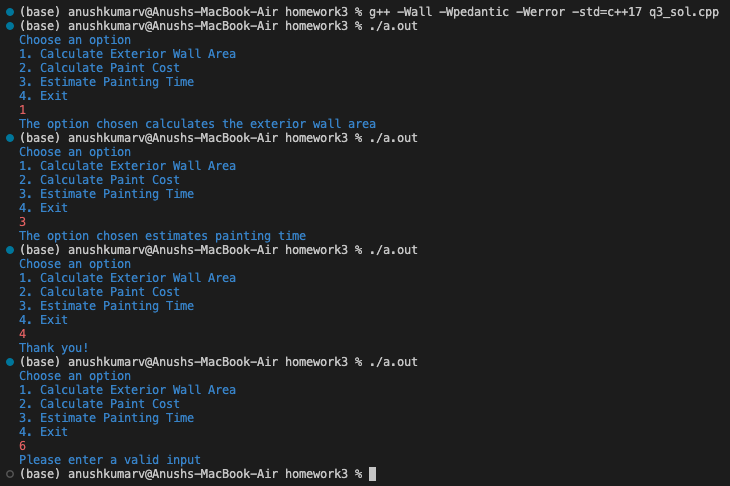 (base) anushkumarv@Anushs-MacBook-Air homework3 % g++ -Wall -Wpedantic -Werror -std=c++17 q3_sol.cpp
(base) anushkumarv@Anushs-MacBook-Air homework3 % ./a.out
Choose an option
1. Calculate Exterior Wall Area
2. Calculate Paint Cost
3. Estimate Painting Time
4. Exit
1
The option chosen calculates the exterior wall area
(base) anushkumarv@Anushs-MacBook-Air homework3 % ./a.out
Choose an option
1. Calculate Exterior Wall Area
2. Calculate Paint Cost
3. Estimate Painting Time
4. Exit
3
The option chosen estimates painting time
(base) anushkumarv@Anushs-MacBook-Air homework3 % ./a.out
Choose an option
1. Calculate Exterior Wall Area
2. Calculate Paint Cost
3. Estimate Painting Time
4. Exit
4
Thank you!
(base) anushkumarv@Anushs-MacBook-Air homework3 % ./a.out
Choose an option
1. Calculate Exterior Wall Area
2. Calculate Paint Cost
3. Estimate Painting Time
4. Exit
6
Please enter a valid input
(base) anushkumarv@Anushs-MacBook-Air homework3 %